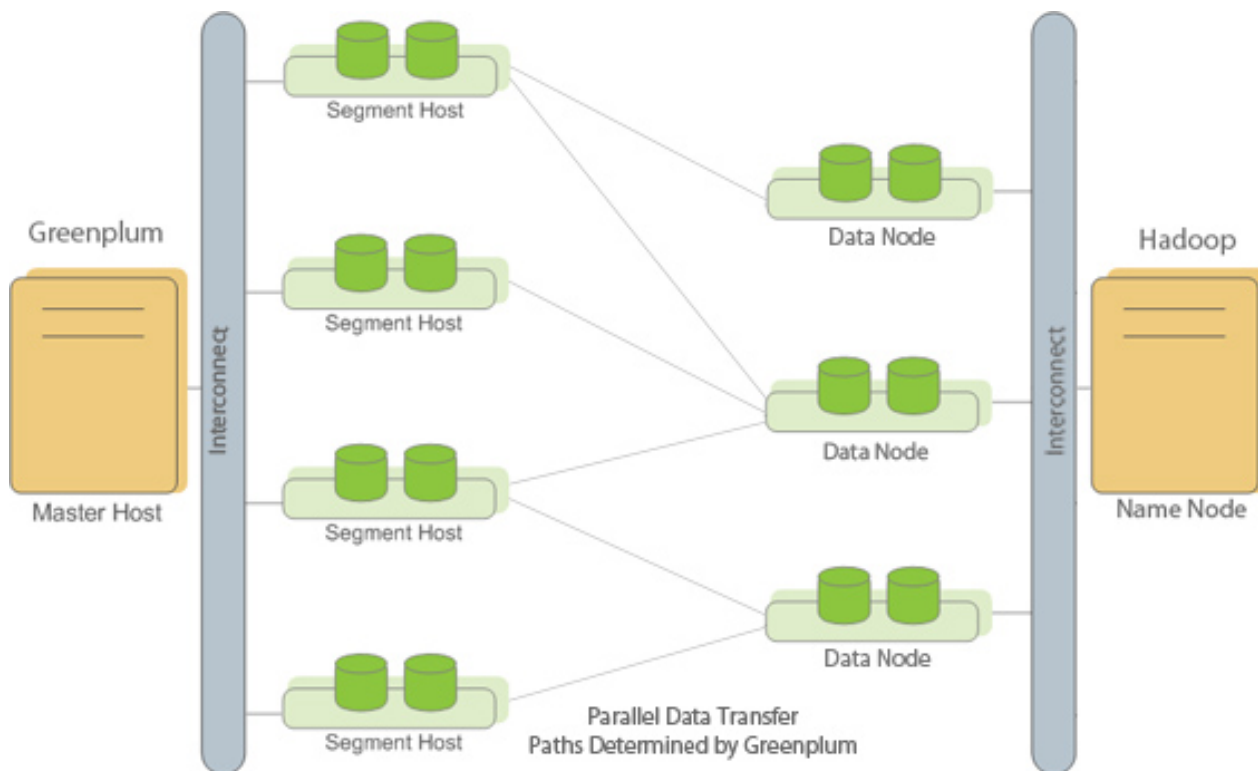 Greenplum
Master Host
Interconnect
Segment Host
Segment Host
Segment Host
Segment Host
Data Node
Data Node
Data Node
Parallel Data Transfer
Paths Determined by Greenplum
Interconnect
Hadoop
Name Node